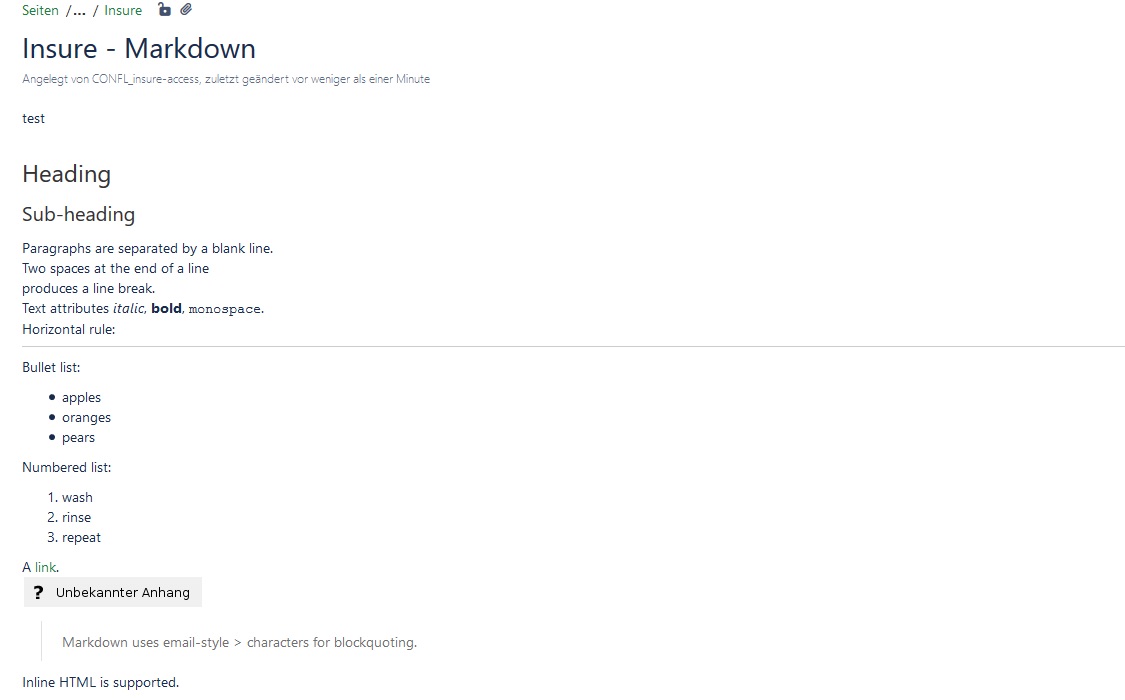 Seiten /... / Insure
Insure - Markdown
Angelegt von CONFL_insure-access, zuletzt geändert vor weniger als einer Minute
test
Heading
Sub-heading
Paragraphs are separated by a blank line.
Two spaces at the end of a line
produces a line break.
Text attributes italic, bold, monospace.
Horizontal rule:
Bullet list:
• apples
• oranges
• pears
Numbered list:
1. wash
2. rinse
3. repeat
A link.
? Unbekannter Anhang
Markdown uses email-style > characters for blockquoting.
Inline HTML is supported.